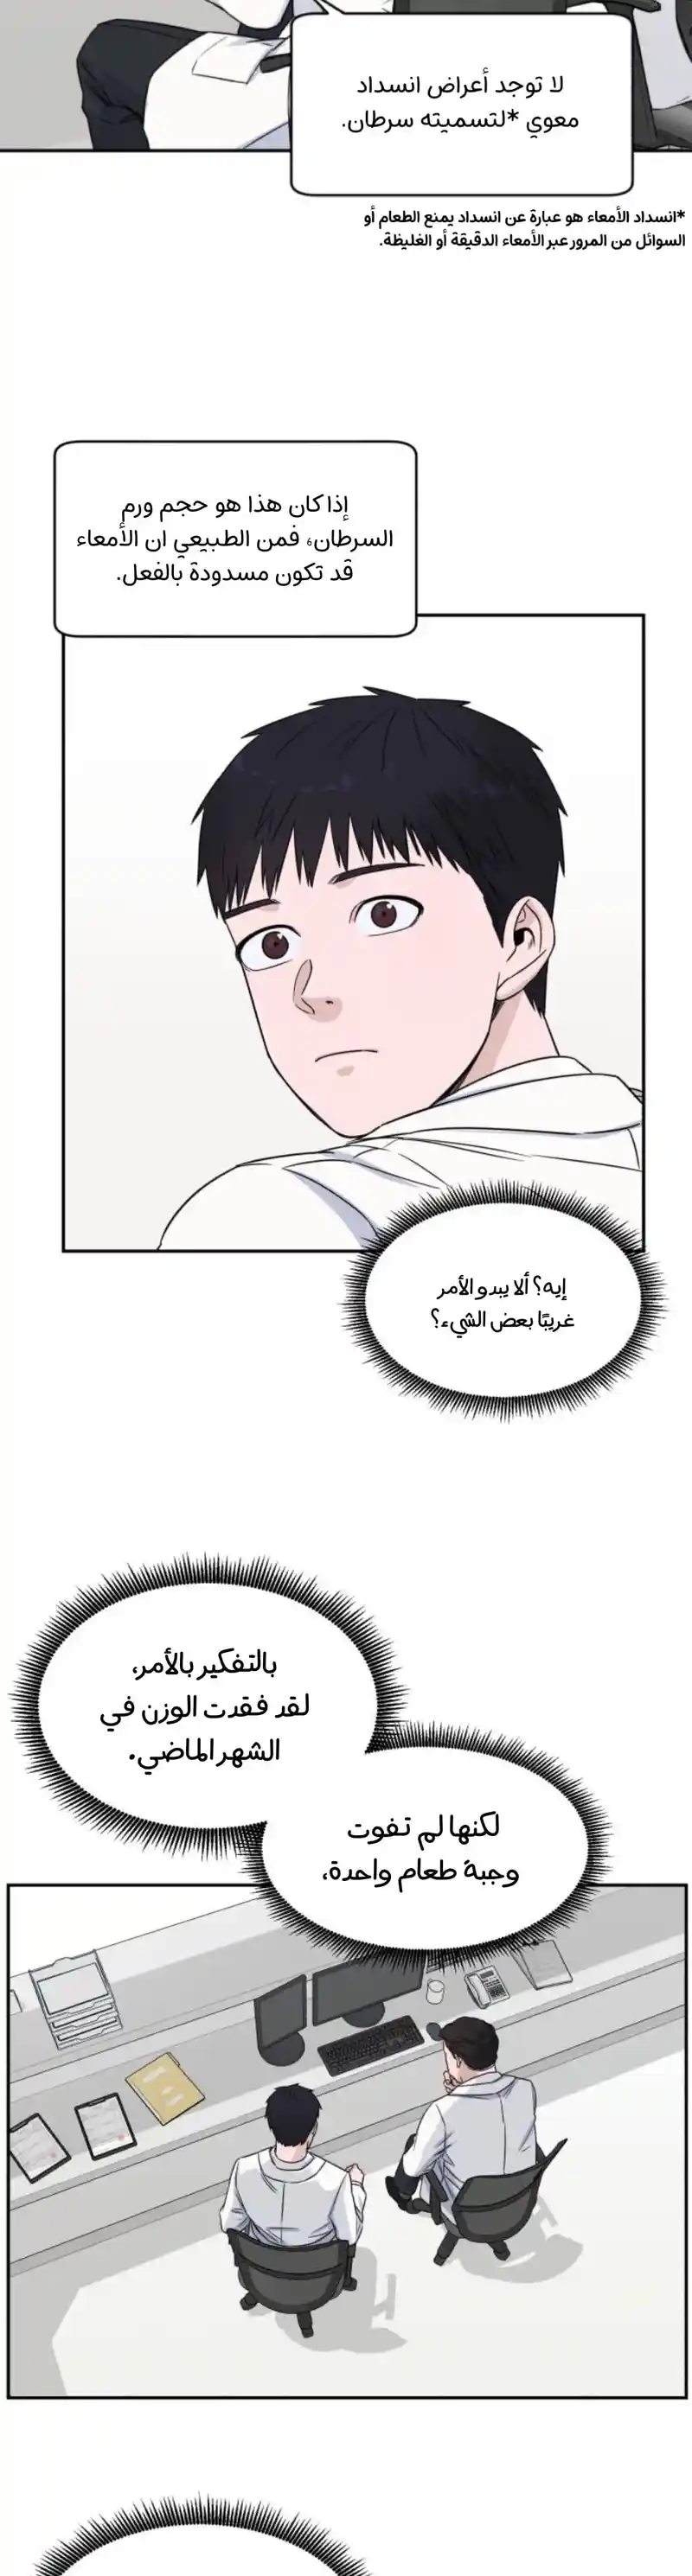 لا توجد أعراض انسداد
معوي *لتسميته سرطان.
*انسداد الأمعاء هو عبارة عن انسداد يمنع الطعام أو
السوائل من المرور عبر الأمعاء الدقيقة أو الغليظة.
إذا كان هذا هو حجم ورم
السرطان، فمن الطبيعي ان الأمعاء
قد تكون مسدودة بالفعل.
إيه؟ ألا يبدو الأمر
غريبًا بعض الشيء؟
بالتفكير بالأمر،
لقد فقدت الوزن في
الشهر الماضي.
لكنها لم تفوت
وجبة طعام واحدة،